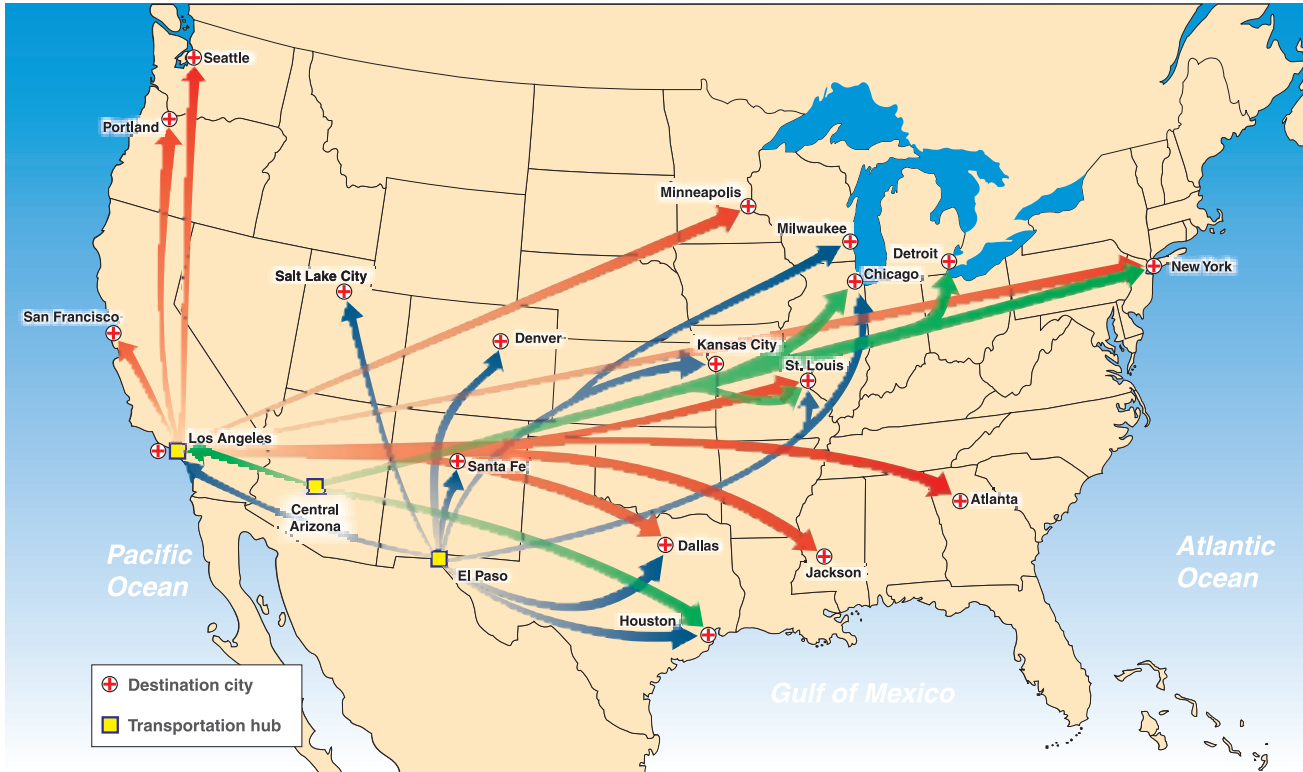 Seattle
Portland
Minneapolis
Milwaukee
Detroit
Chicago
New York
Salt Lake City
San Francisco
Denver
Kansas City
St. Louis
Los Angeles
Santa Fe
Central
Arizona
Atlanta
Dallas
Jackson
El Paso
Houston
Pacific
Ocean
Atlantic
Ocean
Gulf of Mexico
Destination city
Transportation hub